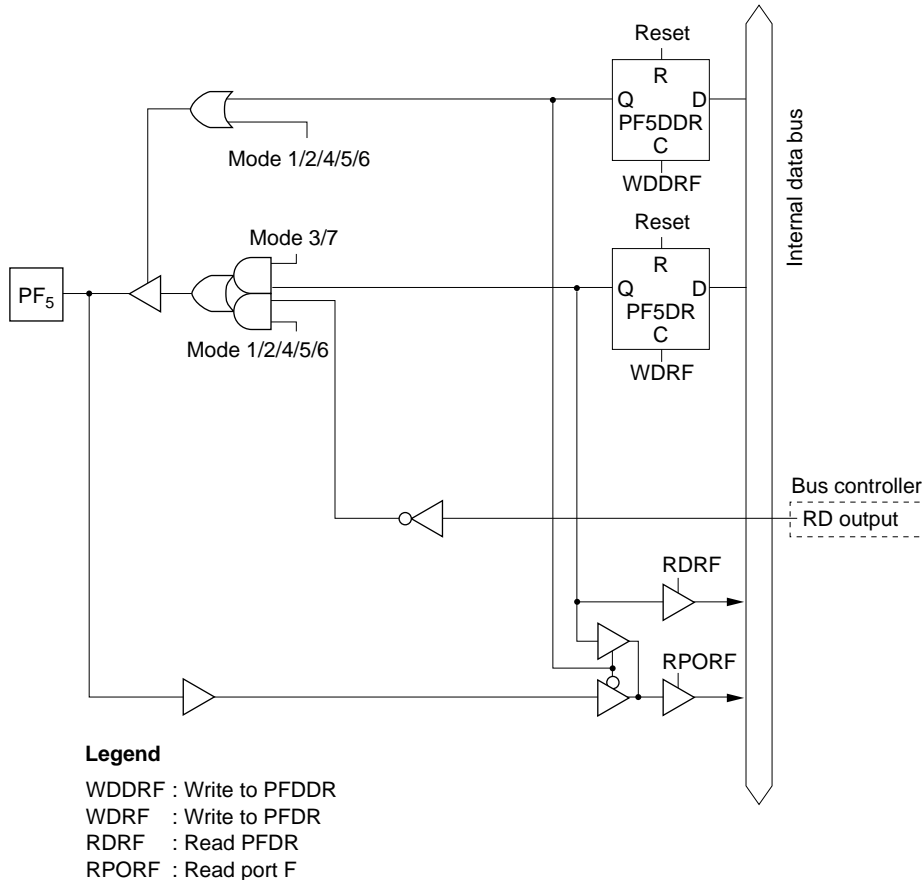 Reset
R
Q D
PF5DDR
C
WDDRF
Mode 1/2/4/5/6
Internal data bus
Reset
R
Q D
PF5DR
C
WDRF
Mode 3/7
PF5
Mode 1/2/4/5/6
Bus controller
RD output
RDRF
RPORF
Legend
WDDRF : Write to PFDDR
WDRF : Write to PFDR
RDRF : Read PFDR
RPORF : Read port F